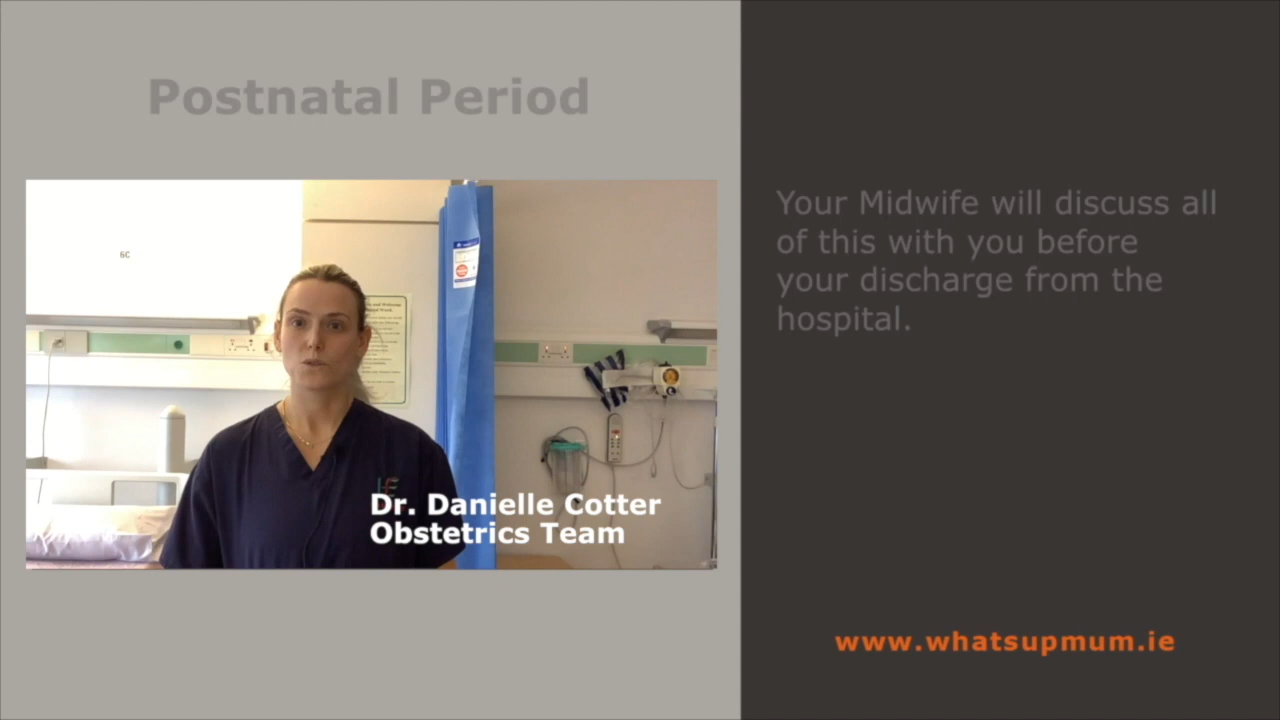 Postnatal Period
6C
Dr. Danielle Cotter
Obstetrics Team
Your Midwife will discuss all
of this with you before
your discharge from the
hospital.
www.whatsupmum.ie